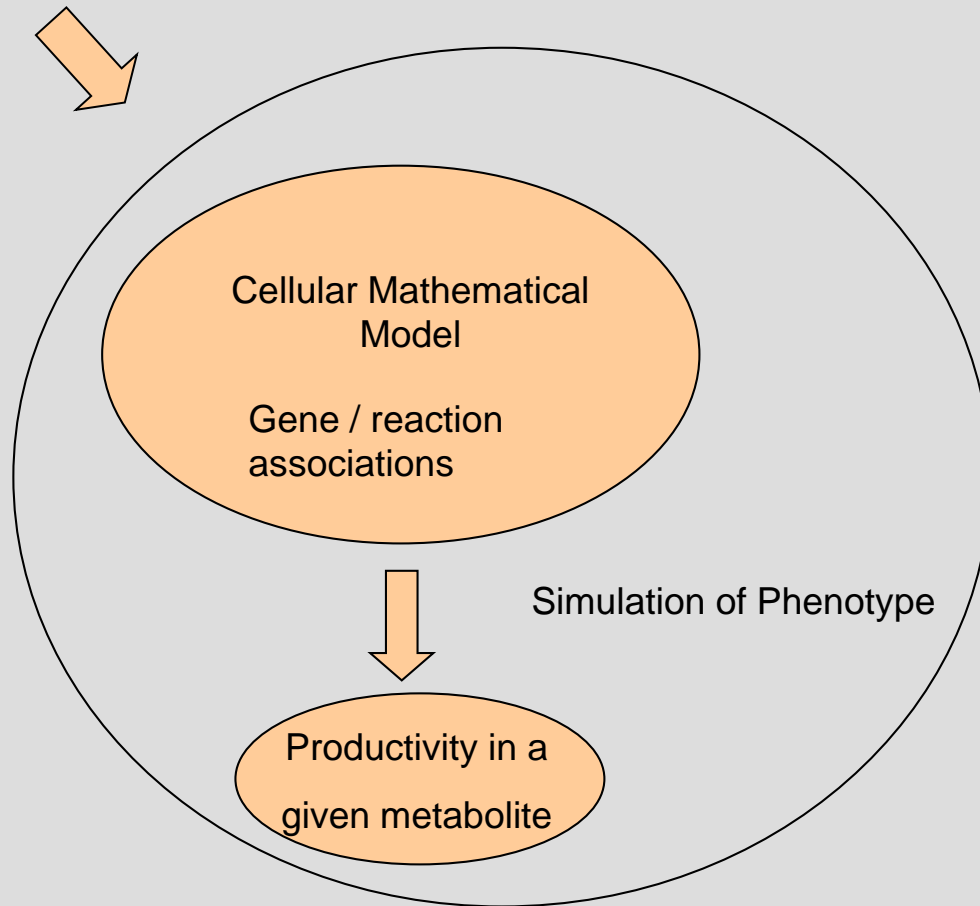 Cellular Mathematical
Model
Gene / reaction
associations
Simulation of Phenotype
Productivity in a
given metabolite